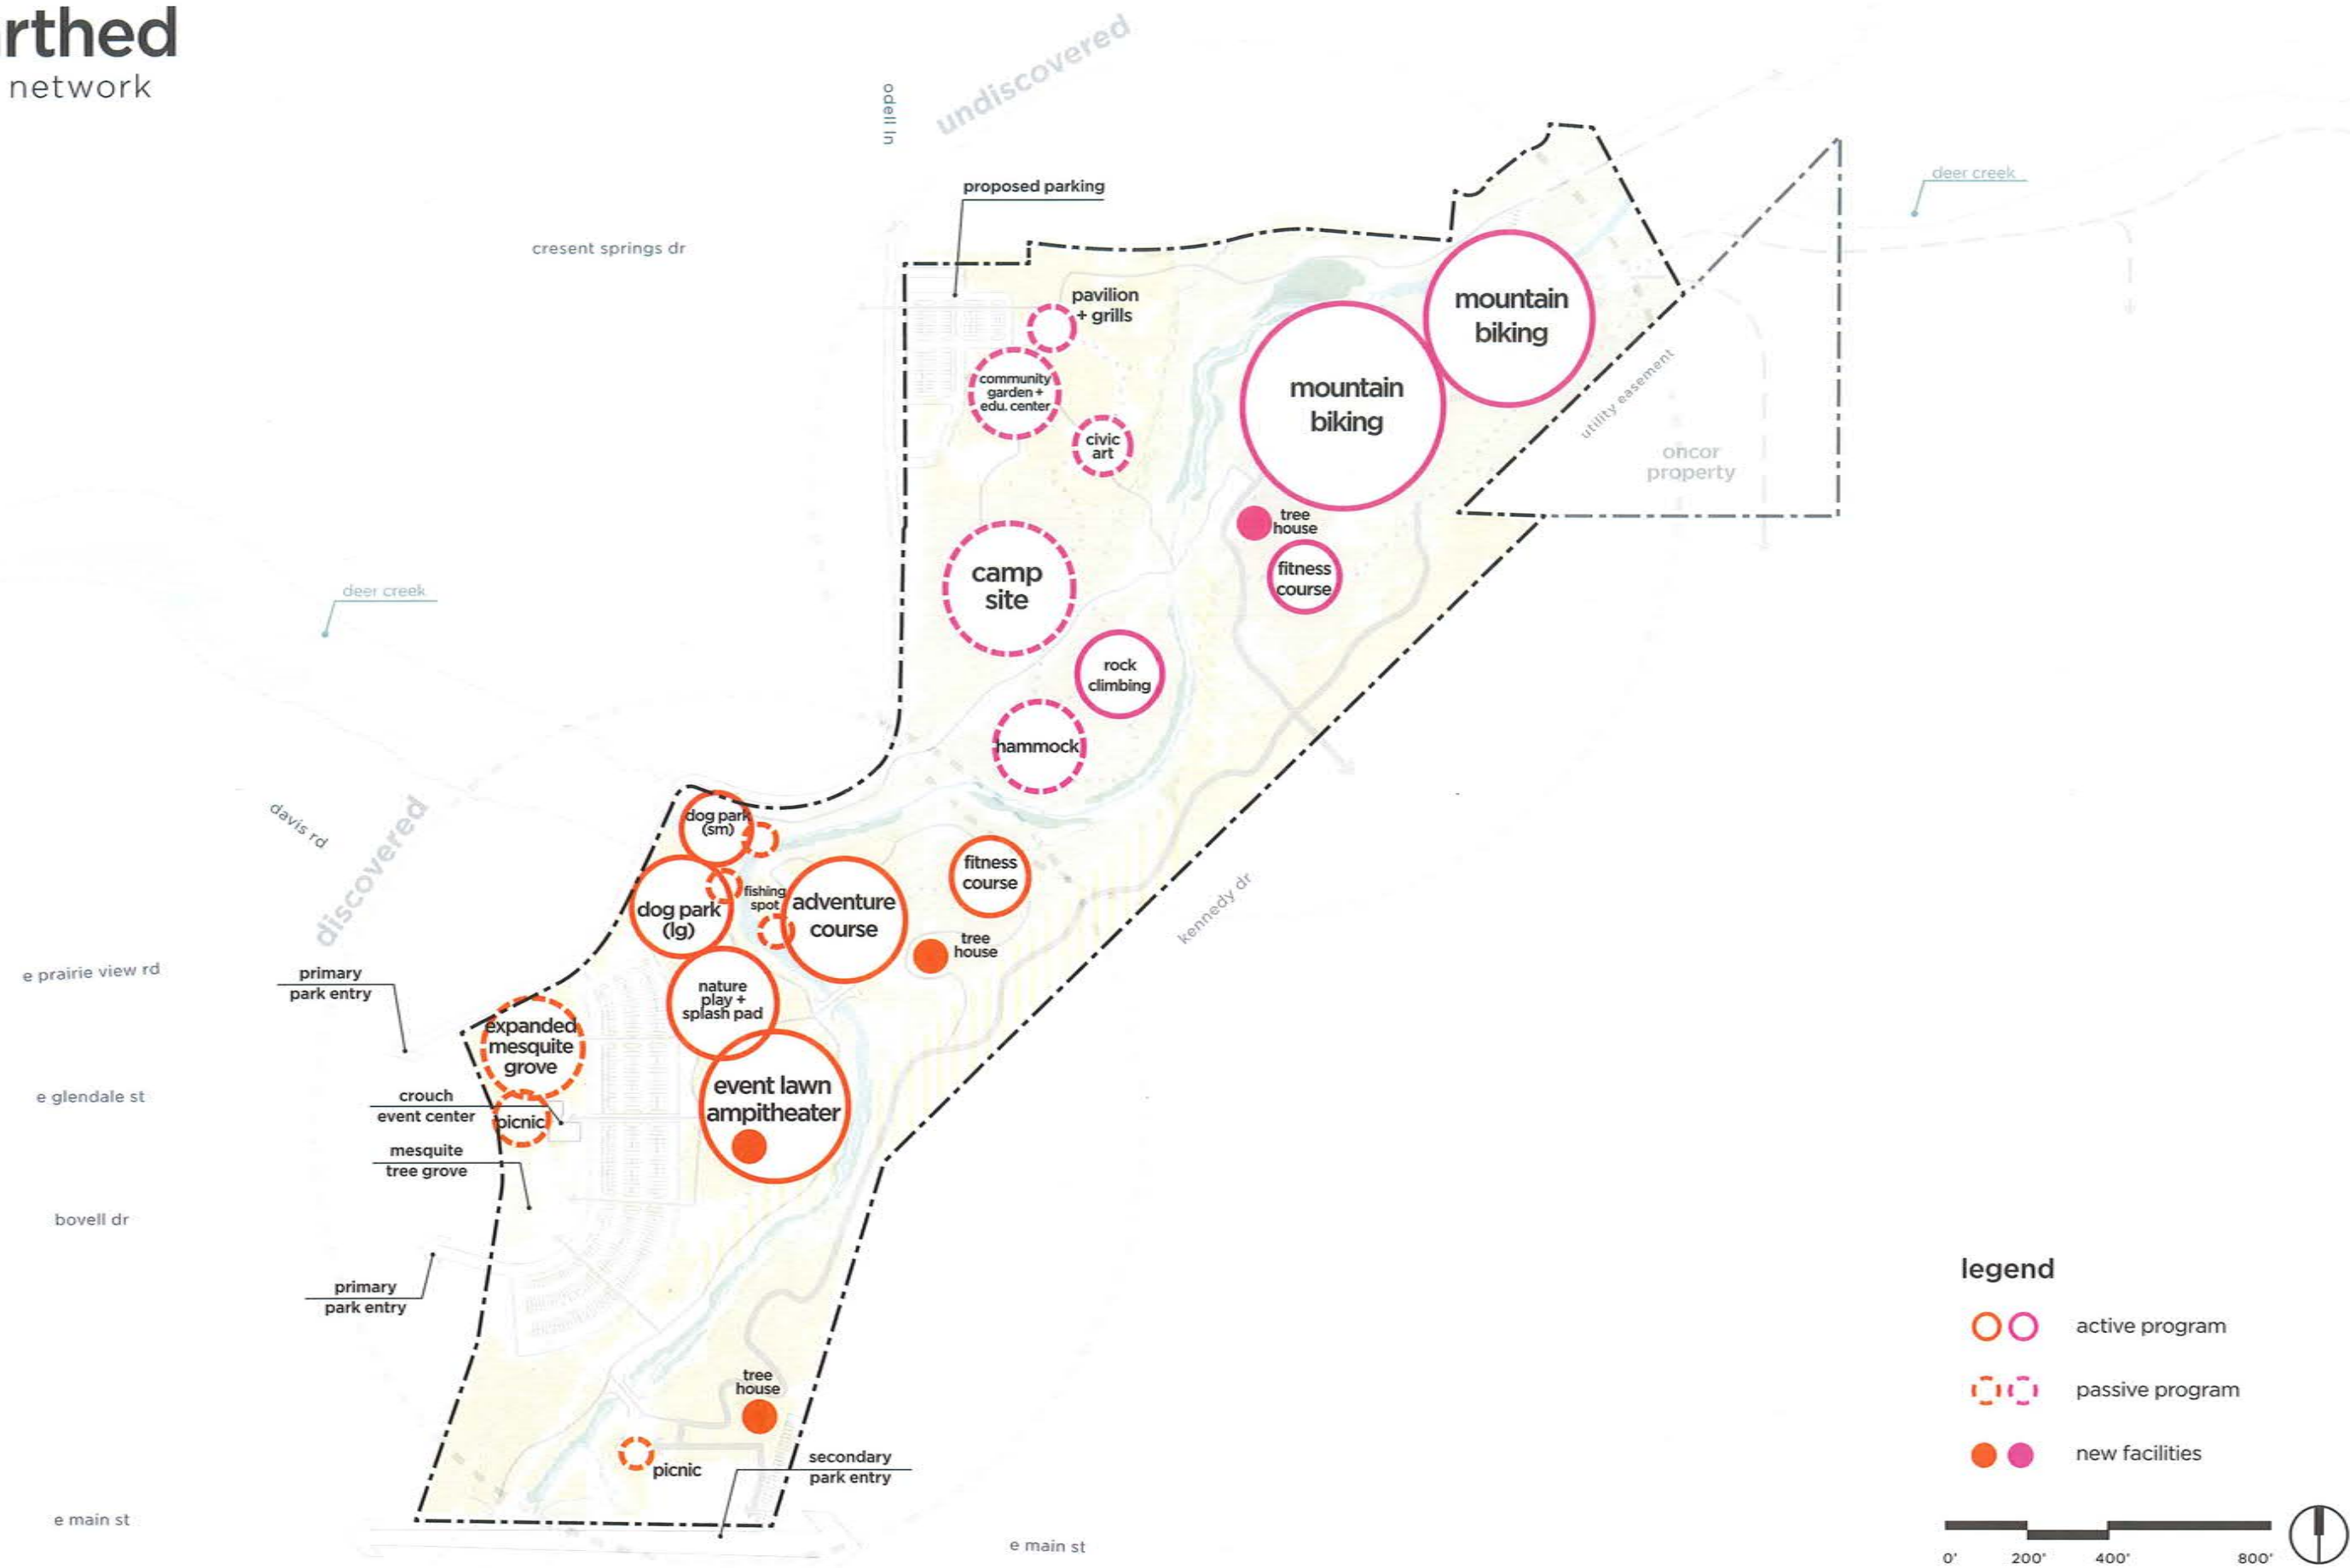 rthed
network
undiscovered
odell ln
proposed parking
deer creek
cresent springs dr
pavilion
+ grills
mountain
biking
mountain
biking
community
garden +
edu. center
civic
art
utility easement
oncor
property
tree
house
fitness
course
camp
site
deer creek
rock
climbing
hammock
davis rd
discovered
dog park
(sm)
fitness
course
fishing
spot
adventure
course
dog park
(lg)
kennedy dr
tree
house
e prairie view rd
primary
park entry
nature
play +
splash pad
expanded
mesquite
grove
e glendale st
crouch
event center
picnic
event lawn
ampitheater
mesquite
tree grove
bovell dr
primary
park entry
tree
house
picnic
secondary
park entry
e main st
e main st
legend
active program
passive program
new facilities
0' 200' 400' 800'